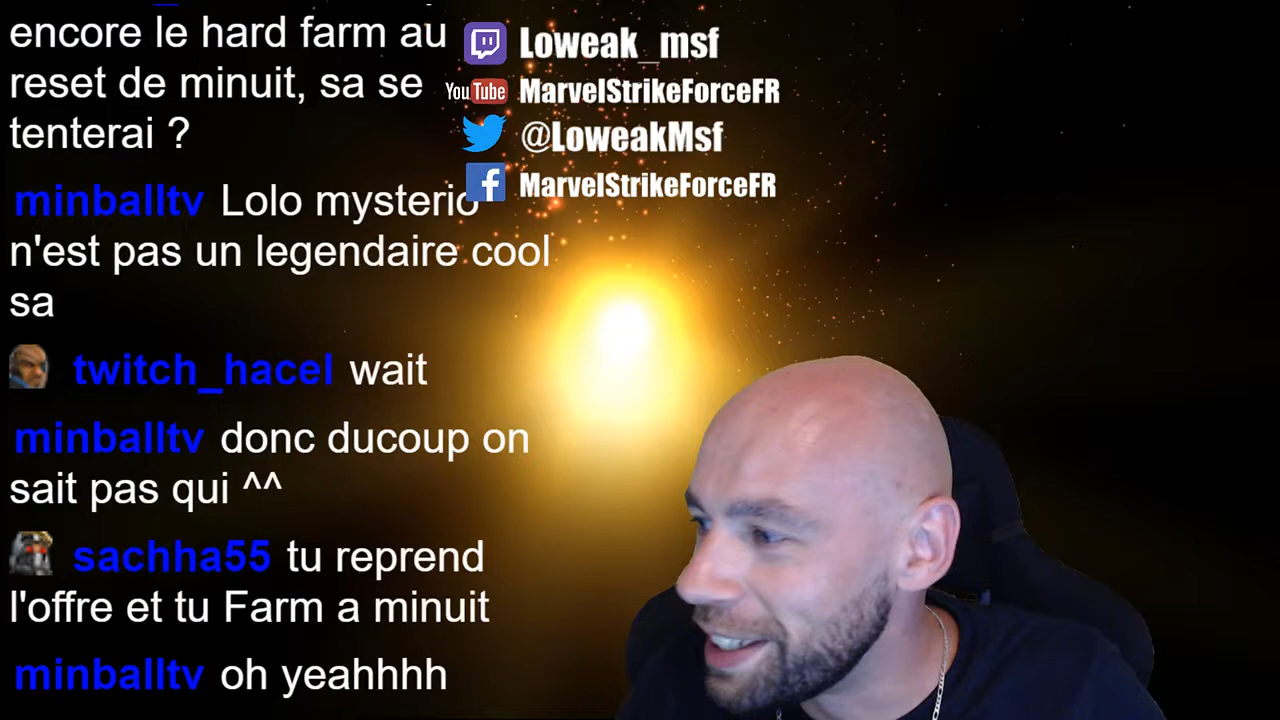 encore le hard farm au
reset de minuit, sa se
tenterai ?
minballtv Lolo mysterio
n'est pas un legendaire cool
sa
twitch_hacel wait
minballtv donc ducoup on
sait pas qui ^^
sachha55 tu reprend
l'offre et tu Farm a minuit
minballtv oh yeahhhh
Loweak_msf
YouTube MarvelStrikeForceFR
@LoweakMsf
MarvelStrikeForceFR